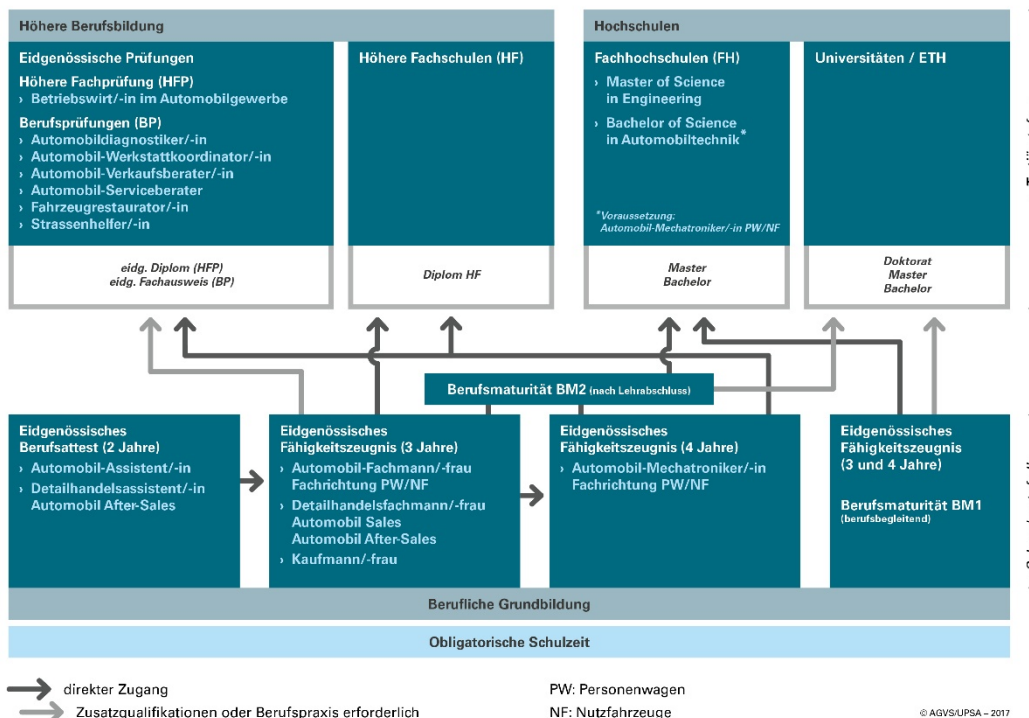 Höhere Berufsbildung
Eidgenössische Prüfungen
Höhere Fachprüfung (HFP)
› Betriebswirt/-in im Automobilgewerbe
Berufsprüfungen (BP)
› Automobildiagnostiker/-in
› Automobil-Werkstattkoordinator/-in
› Automobil-Verkaufsberater/-in
› Automobil-Serviceberater
› Fahrzeugrestaurator/-in
› Strassenhelfer/-in
eidg. Diplom (HFP)
eidg. Fachausweis (BP)
Höhere Fachschulen (HF)
Diplom HF
Hochschulen
Fachhochschulen (FH)
› Master of Science
in Engineering
› Bachelor of Science
in Automobiltechnik*
*Voraussetzung:
Automobil-Mechatroniker/-in PW/NF
Master
Bachelor
Universitäten / ETH
Doktorat
Master
Bachelor
Berufsmaturität BM2 (nach Lehrabschluss)
Eidgenössisches
Berufsattest (2 Jahre)
› Automobil-Assistent/-in
› Detailhandelsassistent/-in
Automobil After-Sales
Eidgenössisches
Fähigkeitszeugnis (3 Jahre)
› Automobil-Fachmann/-frau
Fachrichtung PW/NF
› Detailhandelsfachmann/-frau
Automobil Sales
Automobil After-Sales
› Kaufmann/-frau
Eidgenössisches
Fähigkeitszeugnis (4 Jahre)
› Automobil-Mechatroniker/-in
Fachrichtung PW/NF
Eidgenössisches
Fähigkeitszeugnis
(3 und 4 Jahre)
Berufsmaturität BM1
(berufsbegleitend)
Berufliche Grundbildung
Obligatorische Schulzeit
direkter Zugang
Zusatzqualifikationen oder Berufspraxis erforderlich
PW: Personenwagen
NF: Nutzfahrzeuge
© AGVS/UPSA – 2017